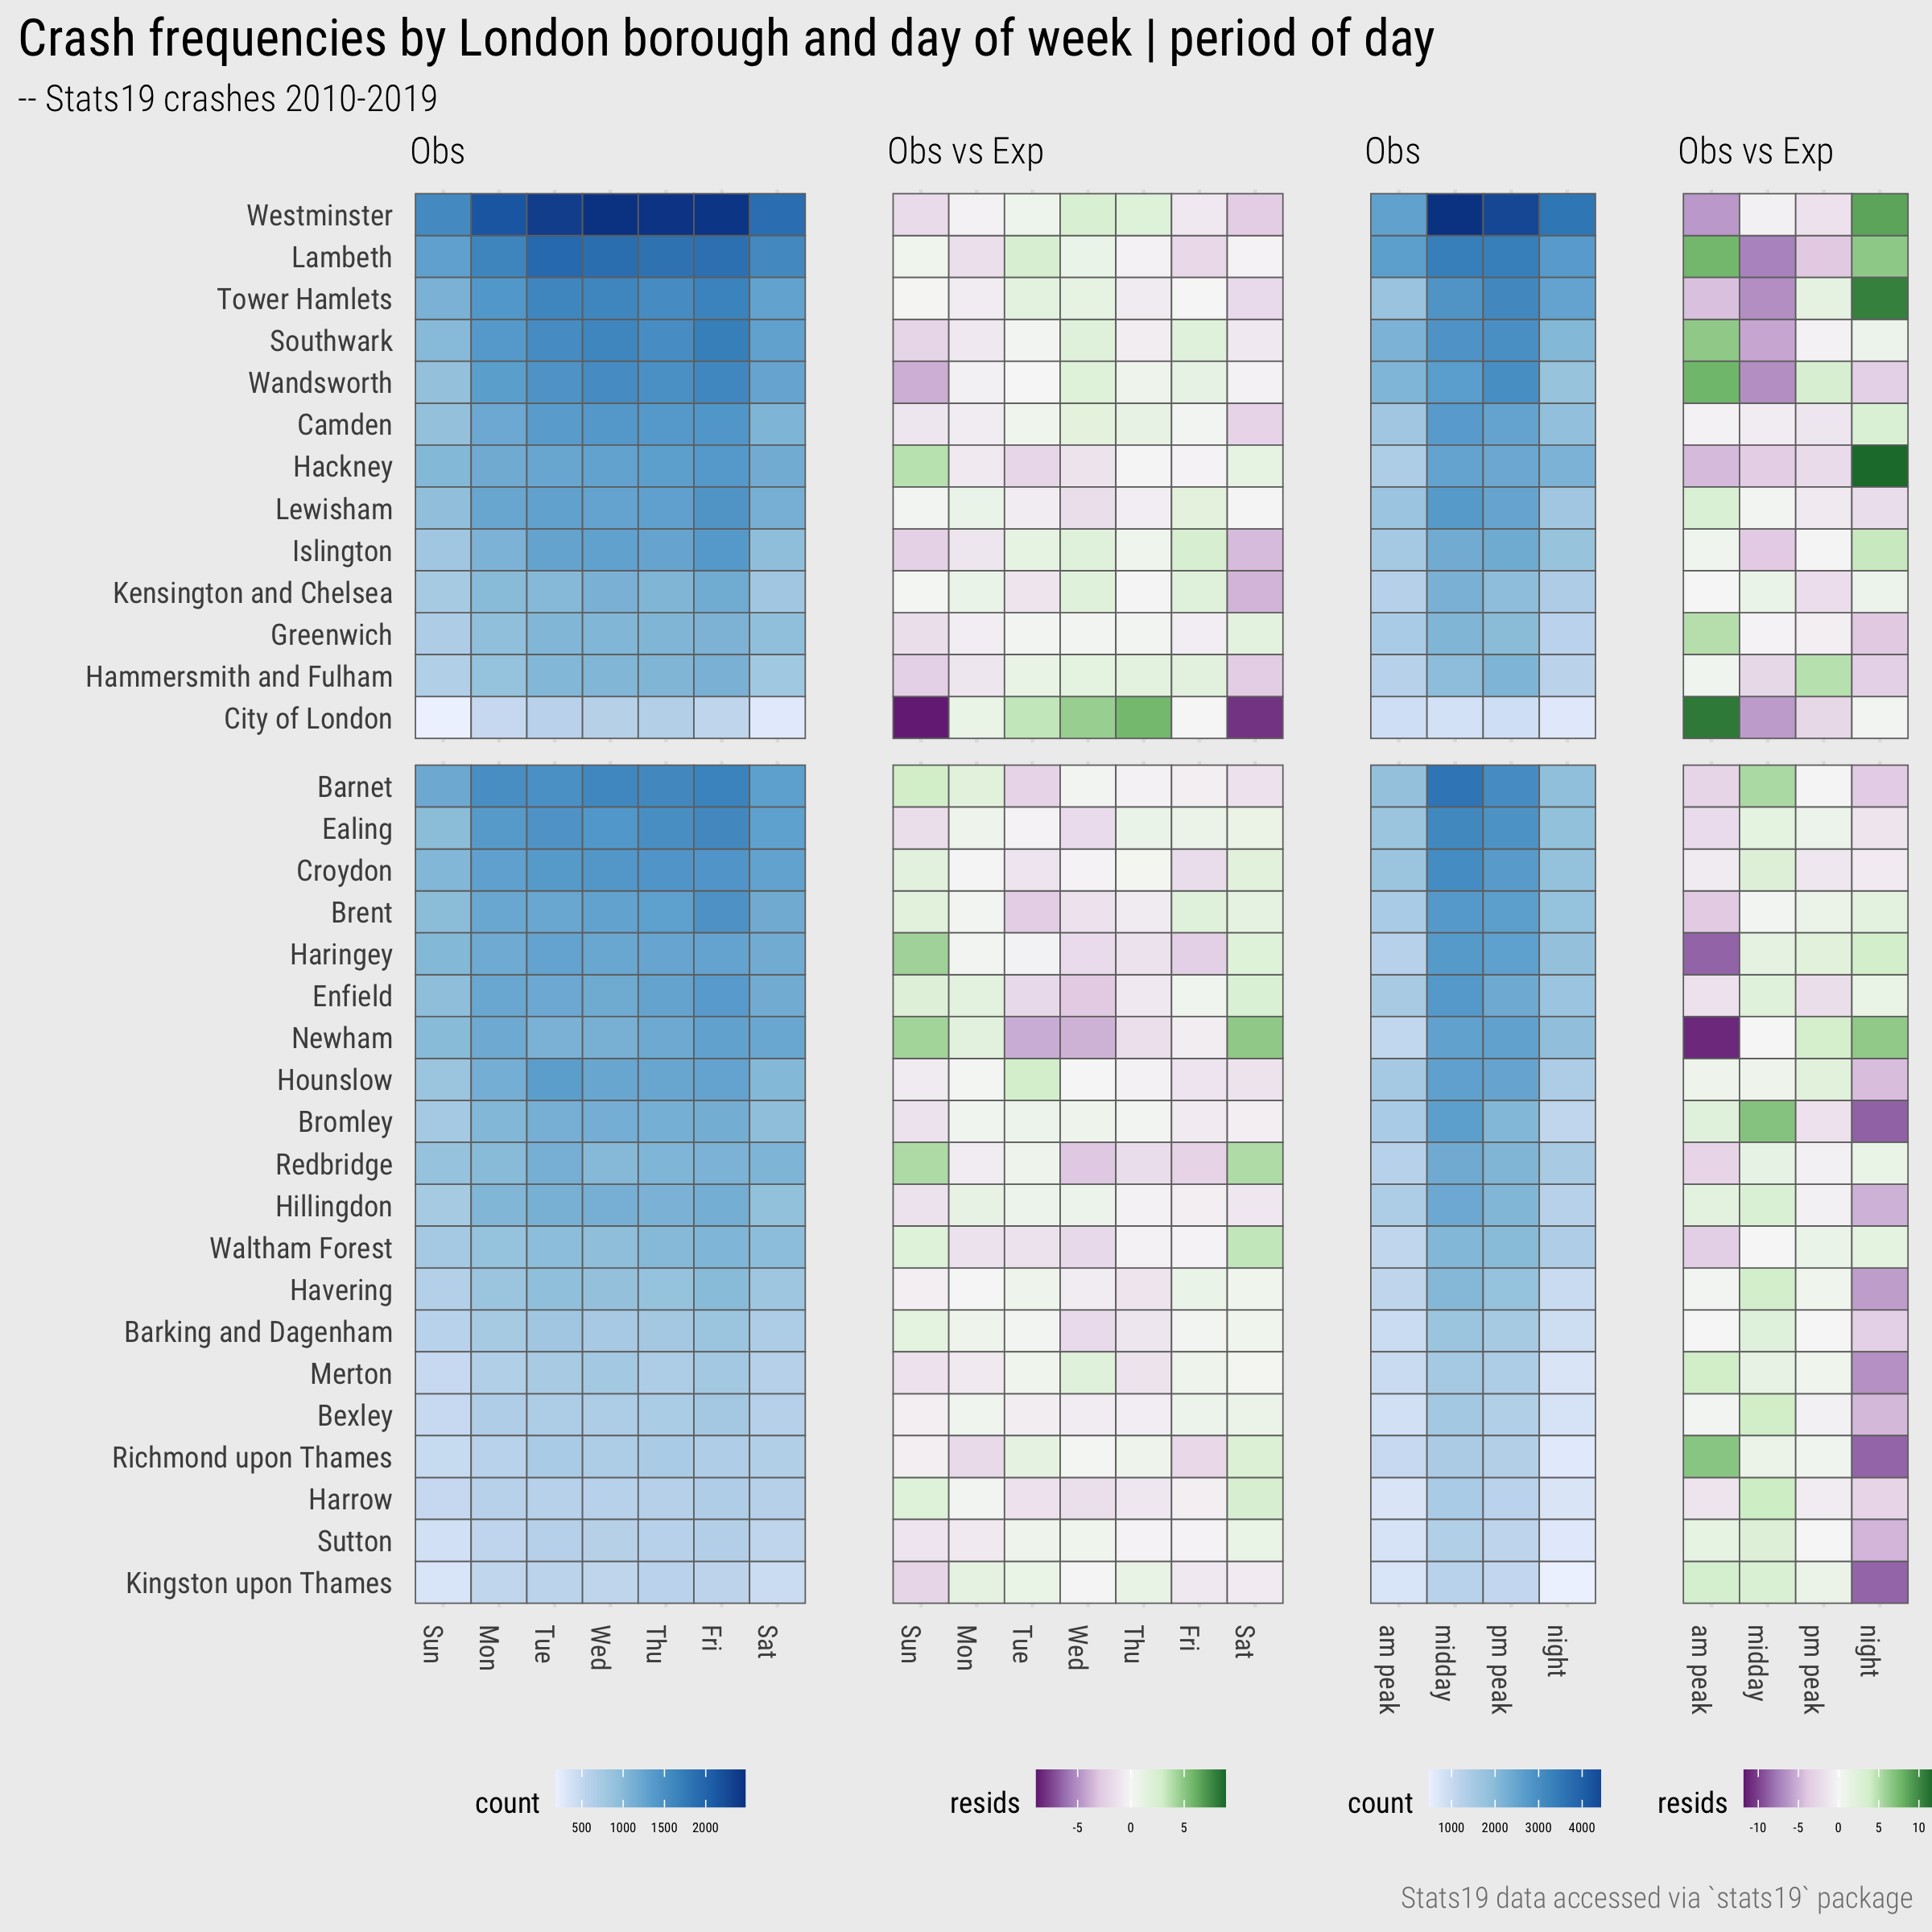 Crash frequencies by London borough and day of week | period of day
-- Stats19 crashes 2010-2019
Obs
Obs vs Exp
Obs
Obs vs Exp
Westminster
Lambeth
Tower Hamlets
Southwark
Wandsworth
Camden
Hackney
Lewisham
Islington
Kensington and Chelsea
Greenwich
Hammersmith and Fulham
City of London
Barnet
Ealing
Croydon
Brent
Haringey
Enfield
Newham
Hounslow
Bromley
Redbridge
Hillingdon
Waltham Forest
Havering
Barking and Dagenham
Merton
Bexley
Richmond upon Thames
Harrow
Sutton
Kingston upon Thames
Sun Mon Tue Wed Thu Fri Sat
Sun Mon Tue Wed Thu Fri Sat
am peak midday pm peak night
am peak midday pm peak night
count
500 1000 1500 2000
resids
-5 0 5
count
1000 2000 3000 4000
resids
-10 -5 0 5 10
Stats19 data accessed via `stats19` package